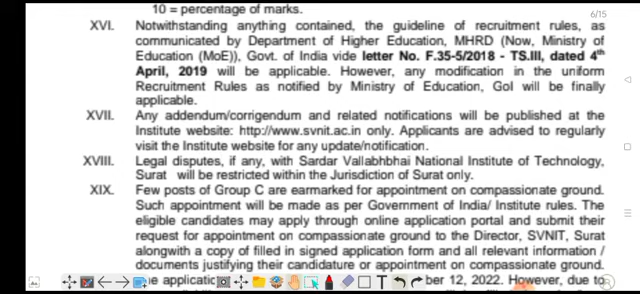 10 = percentage of marks.
6/15
XVI. Notwithstanding anything contained, the guideline of recruitment rules, as
communicated by Department of Higher Education, MHRD (Now, Ministry of
Education (MoE)), Govt. of India vide letter No. F.35-5/2018 - TS.III, dated 4th
April, 2019 will be applicable. However, any modification in the uniform
Recruitment Rules as notified by Ministry of Education, GoI will be finally
applicable.
XVII. Any addendum/corrigendum and related notifications will be published at the
Institute website: http://www.svnit.ac.in only. Applicants are advised to regularly
visit the Institute website for any update/notification.
XVIII. Legal disputes, if any, with Sardar Vallabhbhai National Institute of Technology,
Surat will be restricted within the Jurisdiction of Surat only.
XIX. Few posts of Group C are earmarked for appointment on compassionate ground.
Such appointment will be made as per Government of India/ Institute rules. The
eligible candidates may apply through online application portal and submit their
request for appointment on compassionate ground to the Director, SVNIT, Surat
alongwith a copy of filled in signed application form and all relevant information /
documents justifying their candidature or appointment on compassionate ground.
ber 12, 2022. However, due to